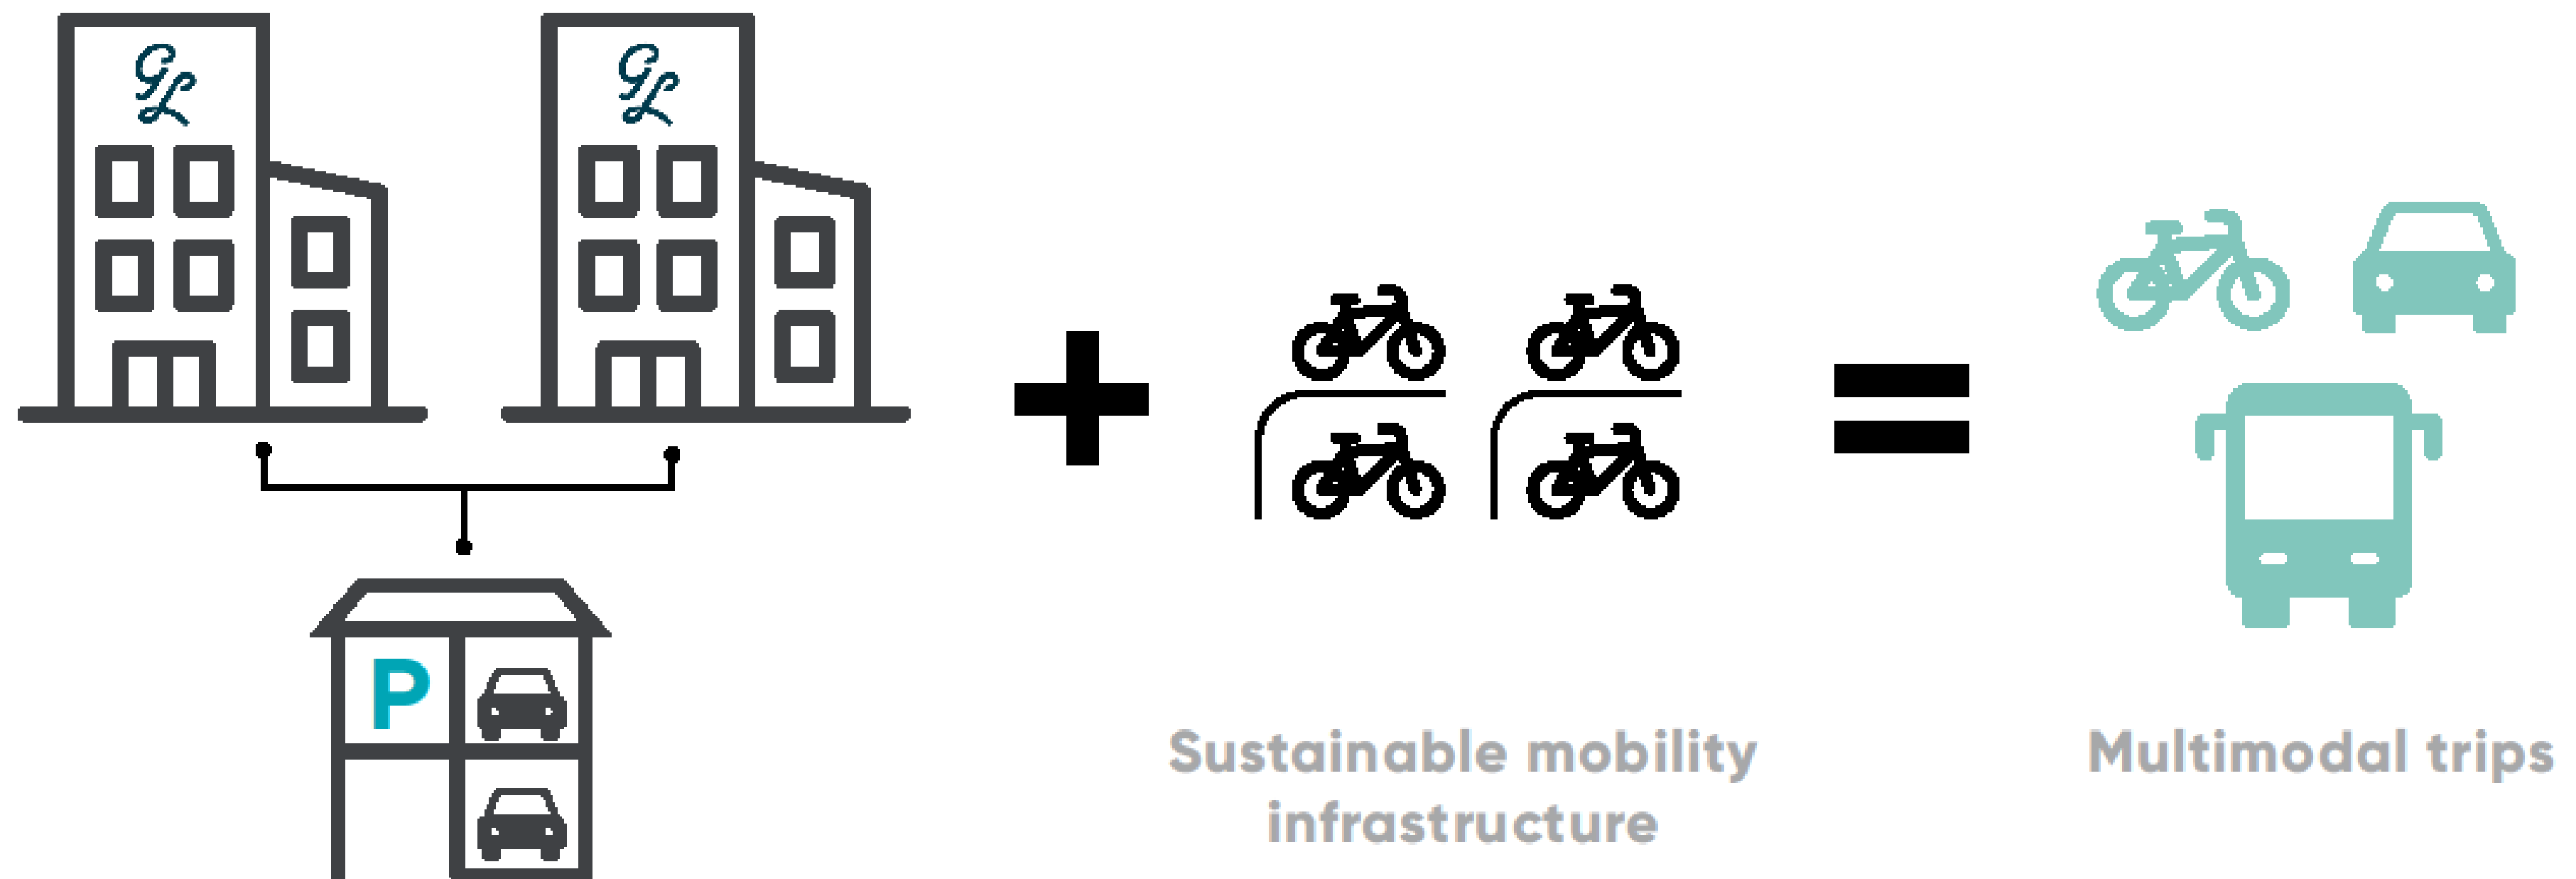 GL
GL
P
Sustainable mobility
infrastructure
Multimodal trips